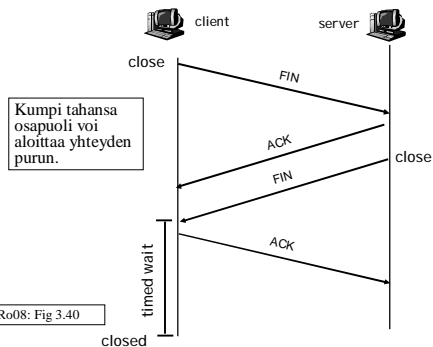 client
server
close
FIN
Kumpi tahansa
osapuoli voi
aloittaa yhteyden
purun.
ACK
close
FIN
ACK
timed wait
Ro08: Fig 3.40
closed